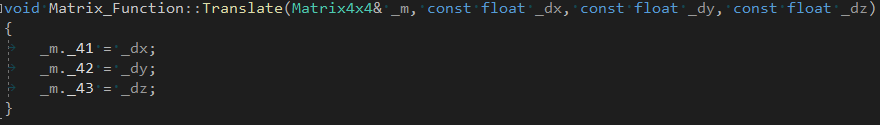 void Matrix_Function::Translate(Matrix4x4& _m, const float _dx, const float _dy, const float _dz)
{
_m._41 = _dx;
_m._42 = _dy;
_m._43 = _dz;
}